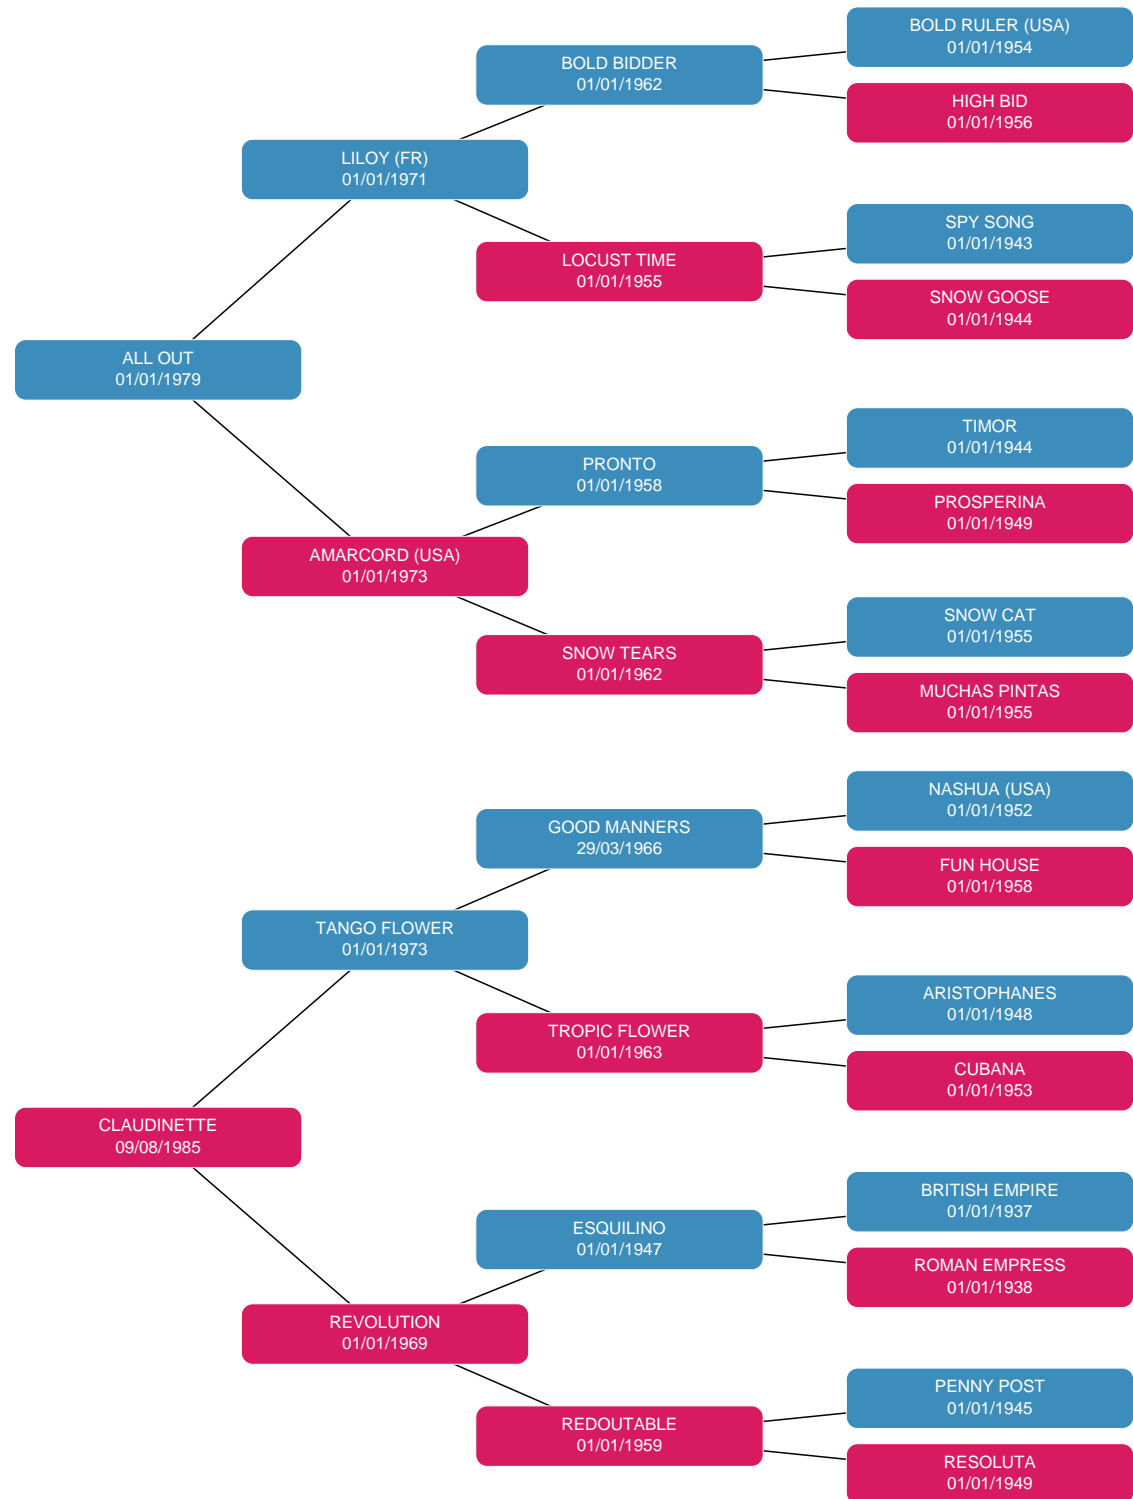 BOLD RULER (USA)
01/01/1954
BOLD BIDDER
01/01/1962
HIGH BID
01/01/1956
LILOY (FR)
01/01/1971
SPY SONG
01/01/1943
LOCUST TIME
01/01/1955
SNOW GOOSE
01/01/1944
ALL OUT
01/01/1979
TIMOR
01/01/1944
PRONTO
01/01/1958
PROSPERINA
01/01/1949
AMARCORD (USA)
01/01/1973
SNOW CAT
01/01/1955
SNOW TEARS
01/01/1962
MUCHAS PINTAS
01/01/1955
NASHUA (USA)
01/01/1952
GOOD MANNERS
29/03/1966
FUN HOUSE
01/01/1958
TANGO FLOWER
01/01/1973
ARISTOPHANES
01/01/1948
TROPIC FLOWER
01/01/1963
CUBANA
01/01/1953
CLAUDINETTE
09/08/1985
BRITISH EMPIRE
01/01/1937
ESQUILINO
01/01/1947
ROMAN EMPRESS
01/01/1938
REVOLUTION
01/01/1969
PENNY POST
01/01/1945
REDOUTABLE
01/01/1959
RESOLUTA
01/01/1949